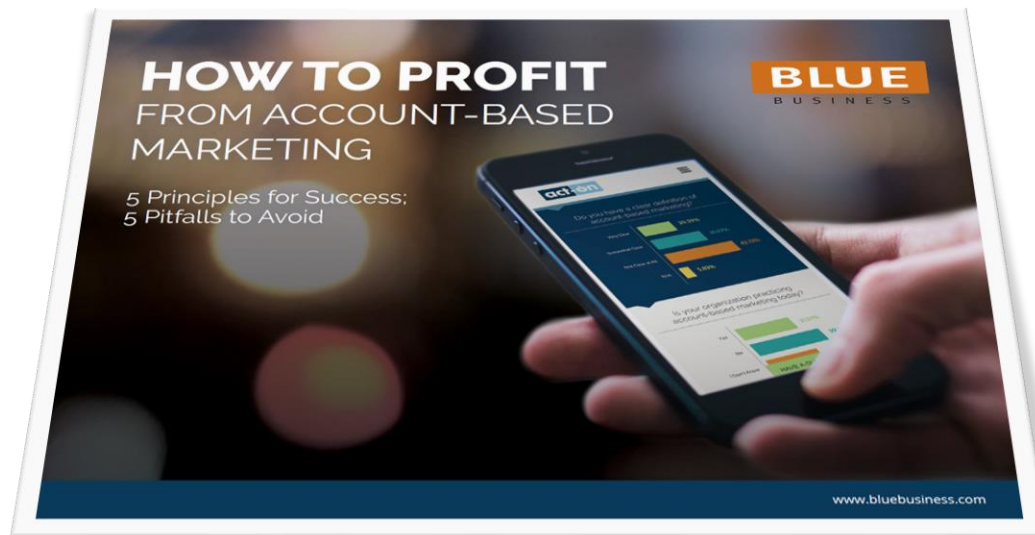 HOW TO PROFIT
FROM ACCOUNT-BASED
MARKETING
5 Principles for Success;
5 Pitfalls to Avoid
BLUE
BUSINESS
act-on
Do you have a clear definition of
account-based marketing?
Is your organization practicing
account-based marketing today?
www.bluebusiness.com